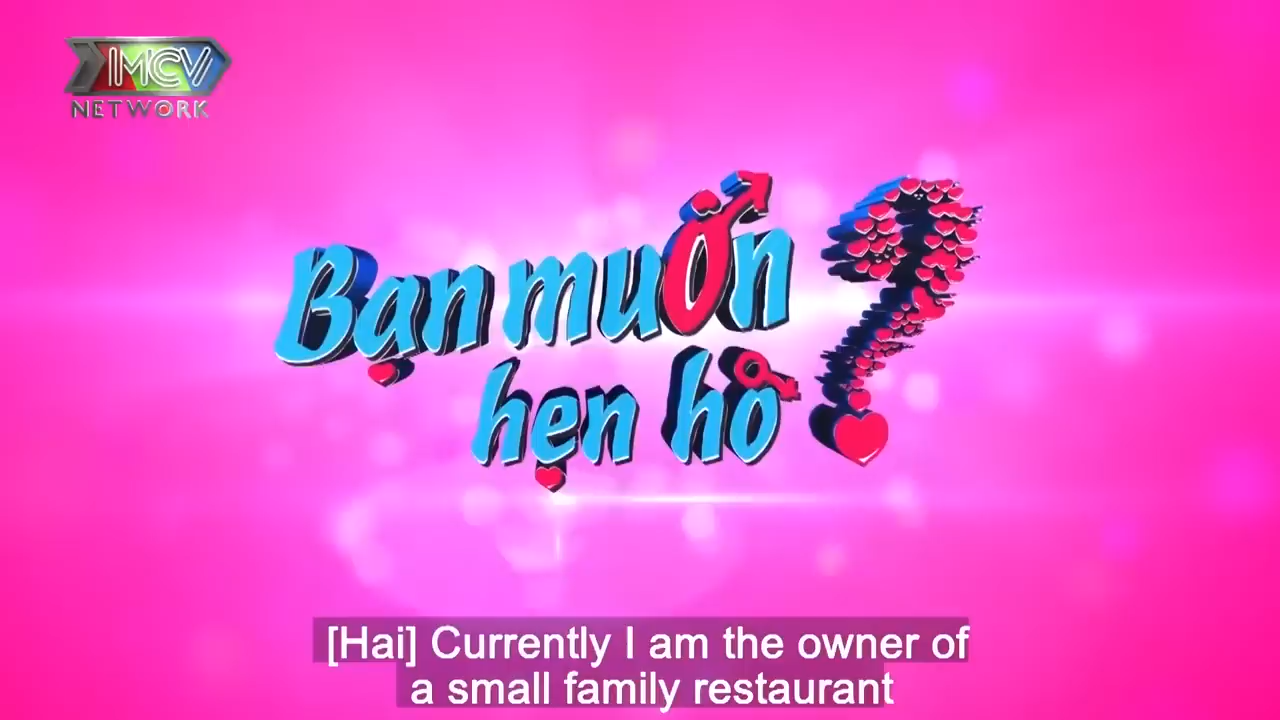 MCV
NETWORK
Bạn muốn
hẹn hò?
[Hai] Currently I am the owner of
a small family restaurant